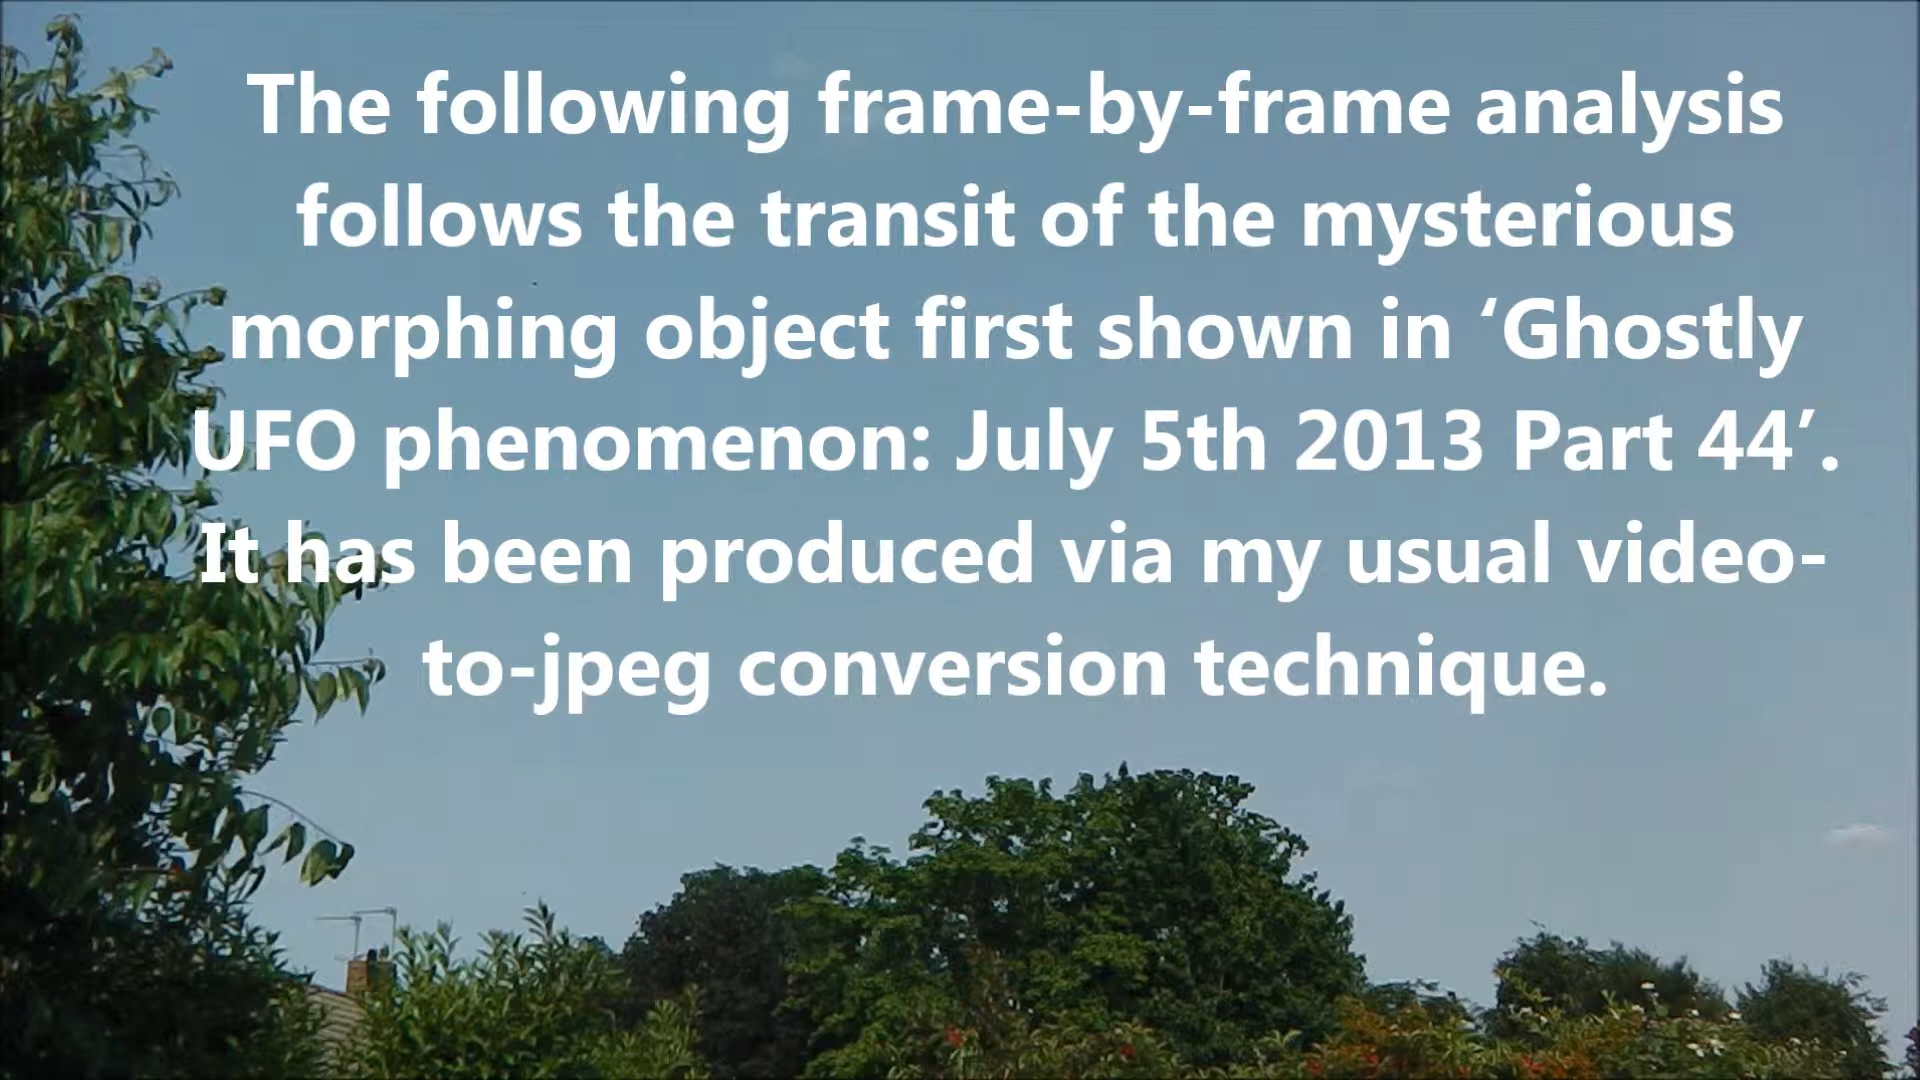 The following frame-by-frame analysis
follows the transit of the mysterious
morphing object first shown in ‘Ghostly
UFO phenomenon: July 5th 2013 Part 44’.
It has been produced via my usual video-
to-jpeg conversion technique.